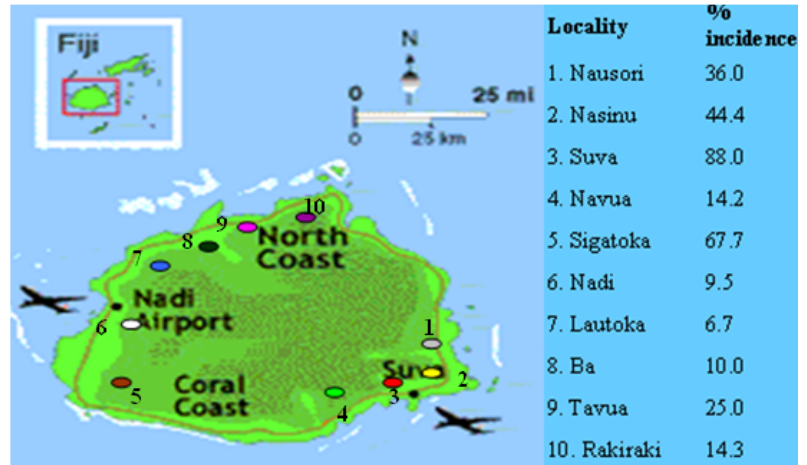 Fiji
N
0 25 mi
0 25 km
10
9
North
Coast
8
7
Nadi
Airport
6
1
Suva
2
5
Coral
Coast
3
4
Locality % incidence
1. Nausori 36.0
2. Nasinu 44.4
3. Suva 88.0
4. Navua 14.2
5. Sigatoka 67.7
6. Nadi 9.5
7. Lautoka 6.7
8. Ba 10.0
9. Tavua 25.0
10. Rakiraki 14.3